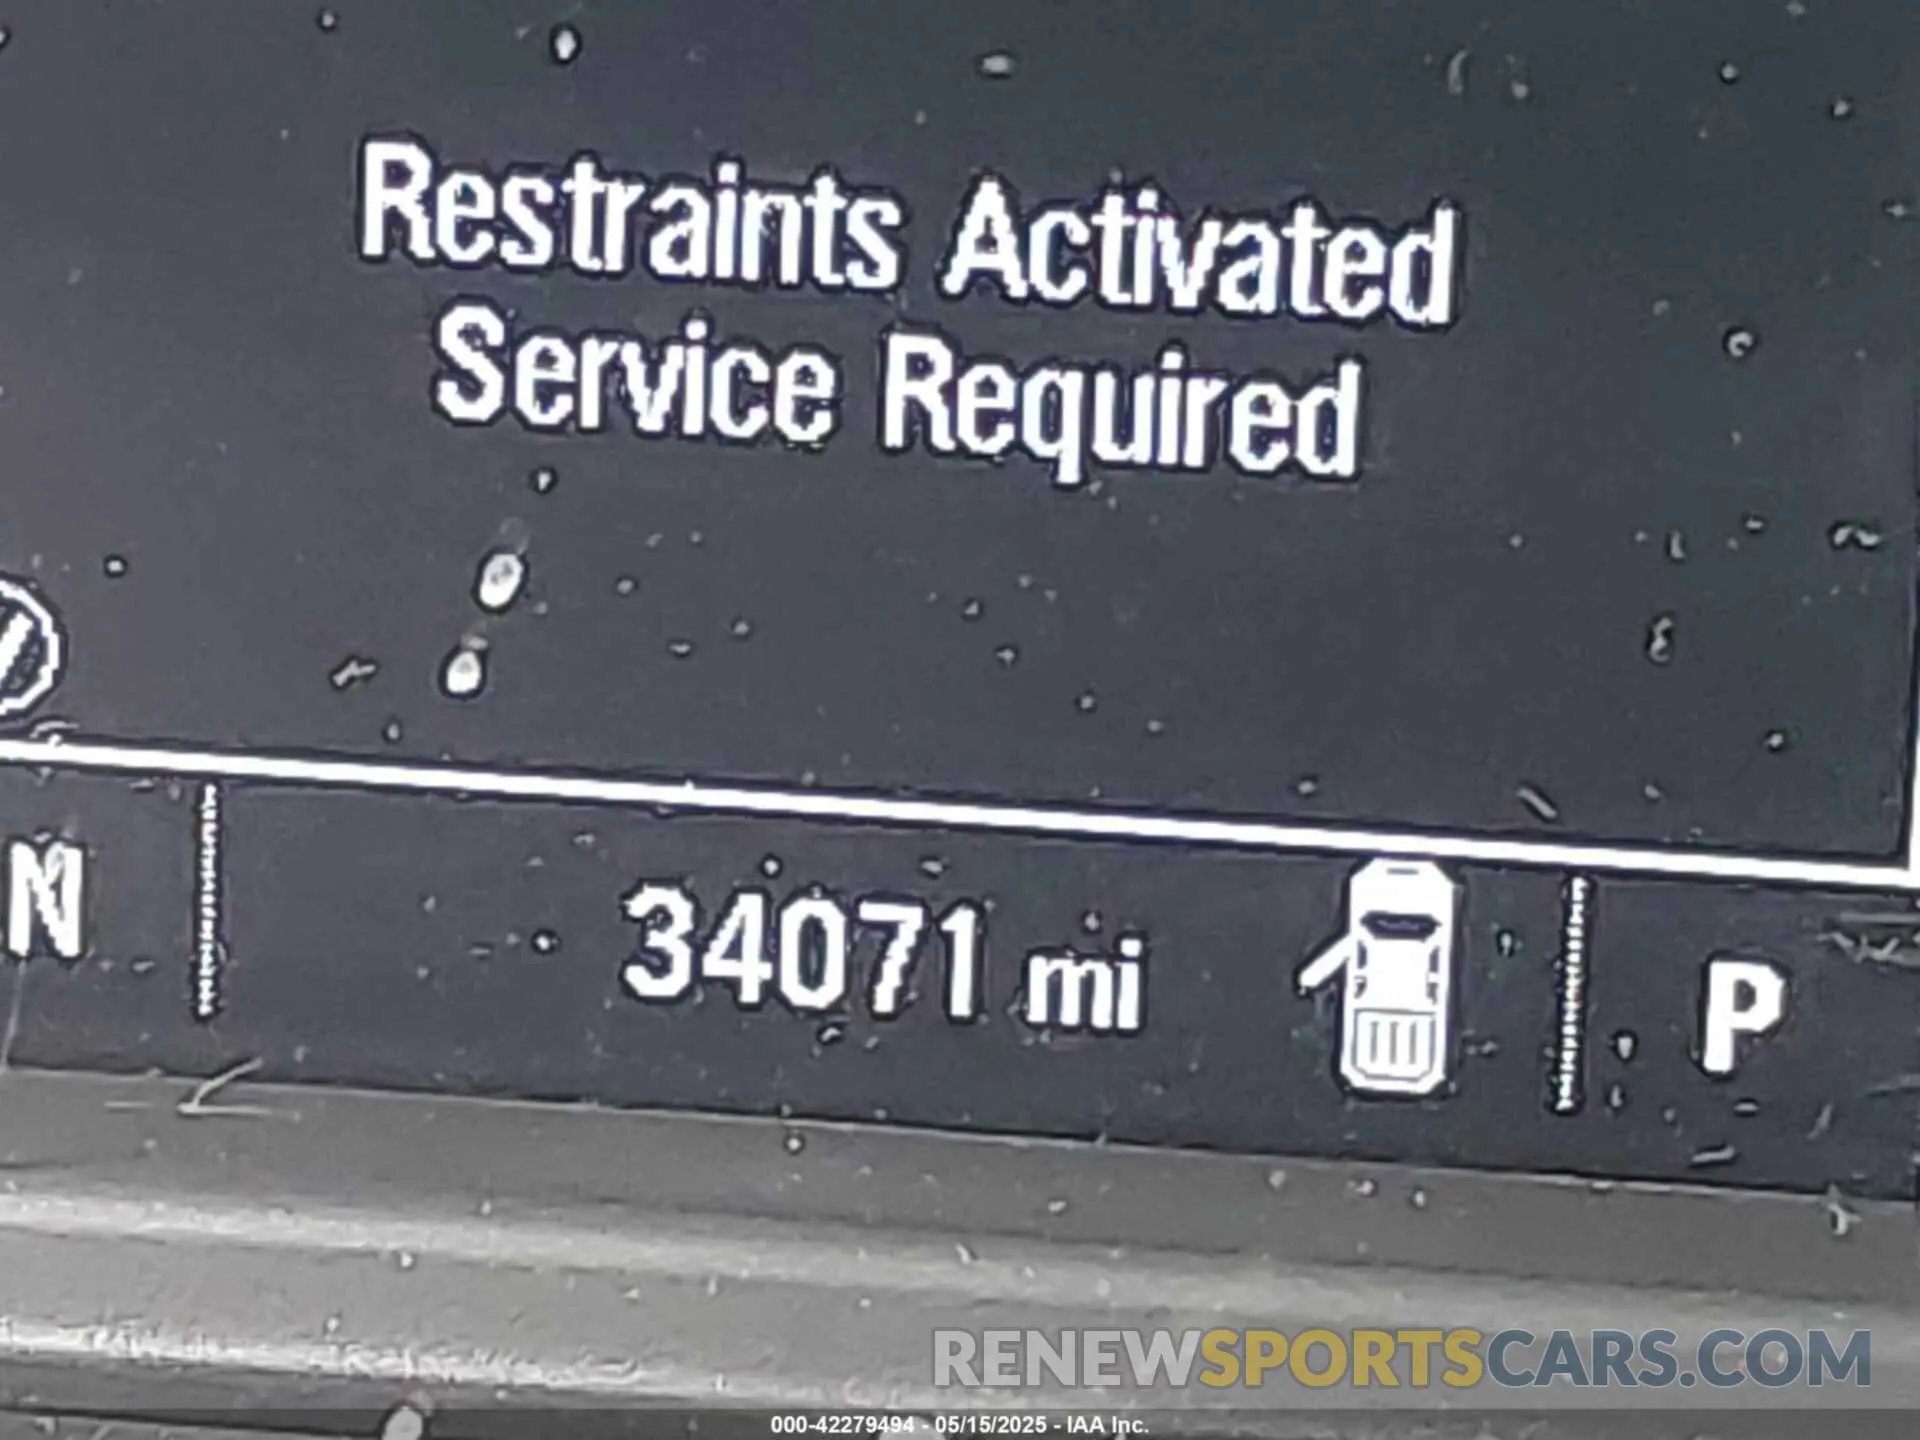 Restraints Activated
Service Required
N
34071 mi
P
RENEWSPORTSCARS.COM
000-42279494 - 05/15/2025 - IAA Inc.